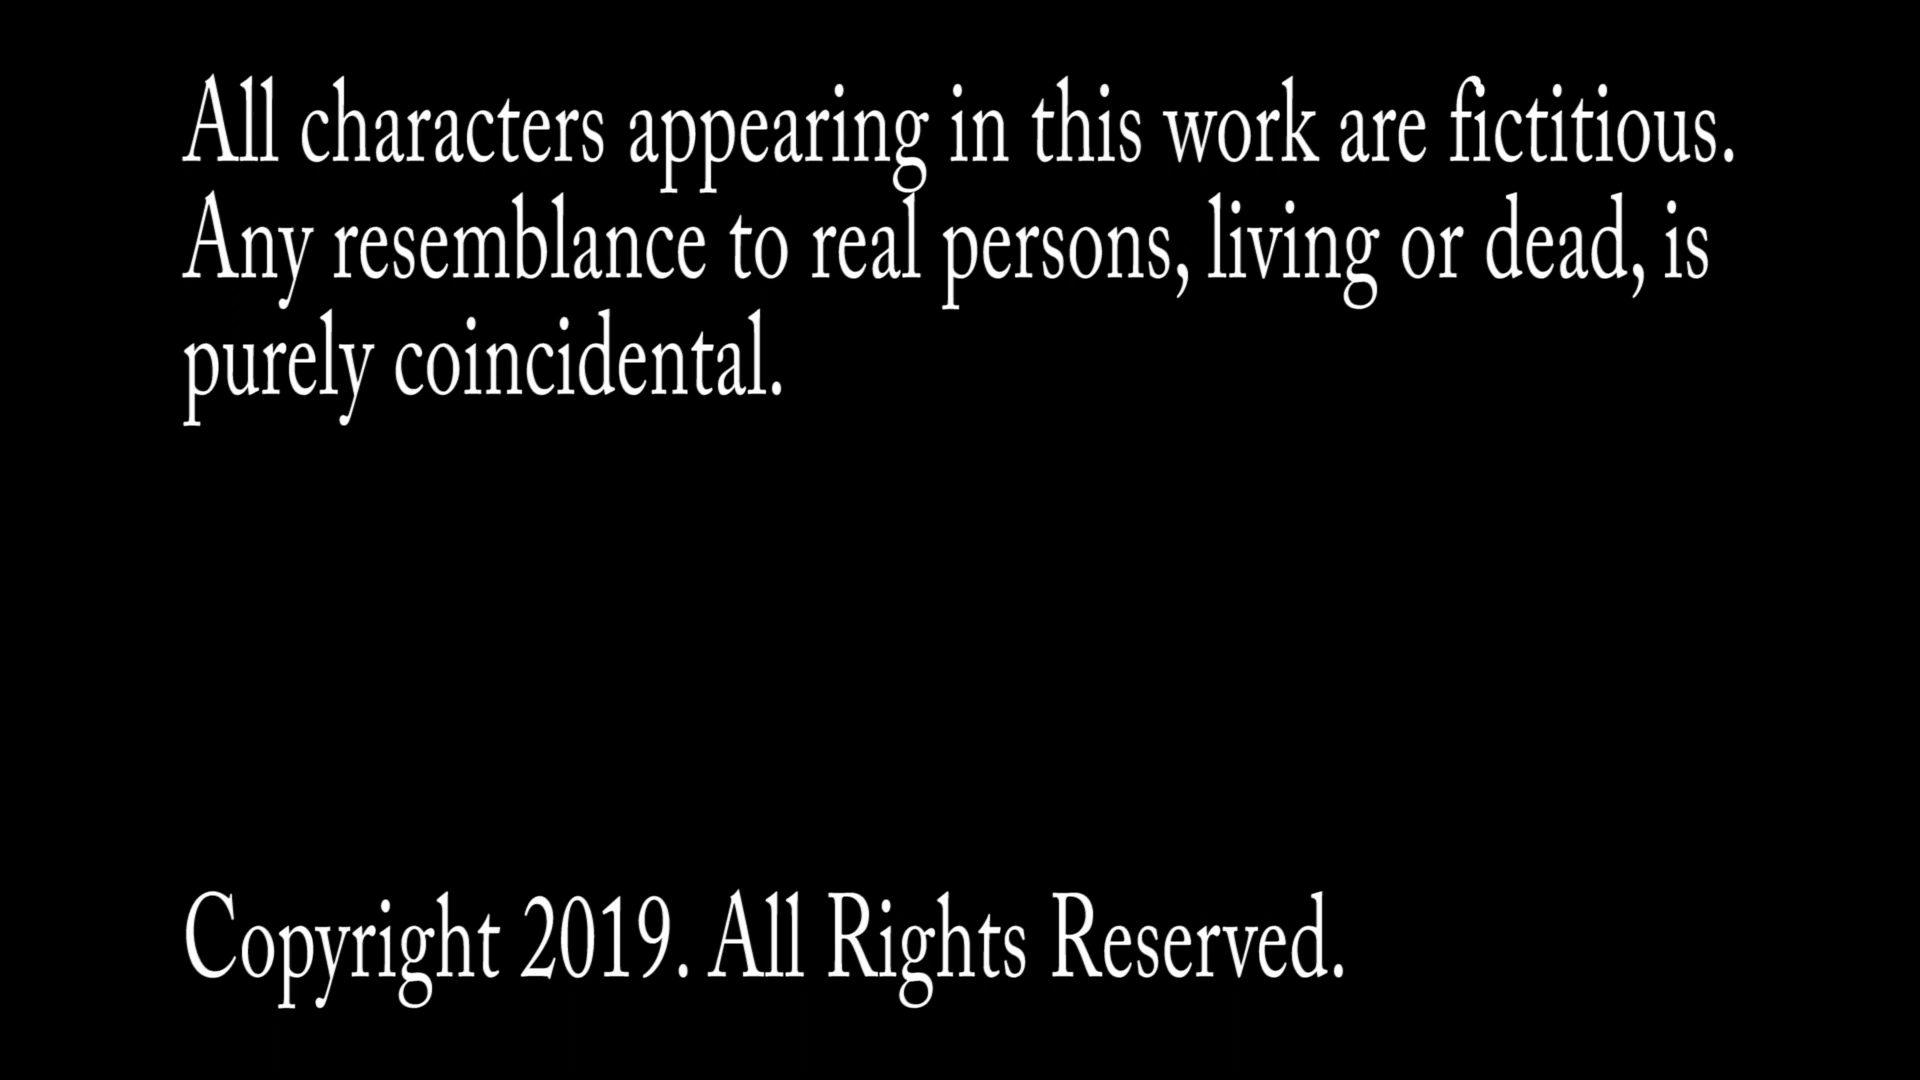 All characters appearing in this work are fictitious.
Any resemblance to real persons, living or dead, is
purely coincidental.
Copyright 2019. All Rights Reserved.